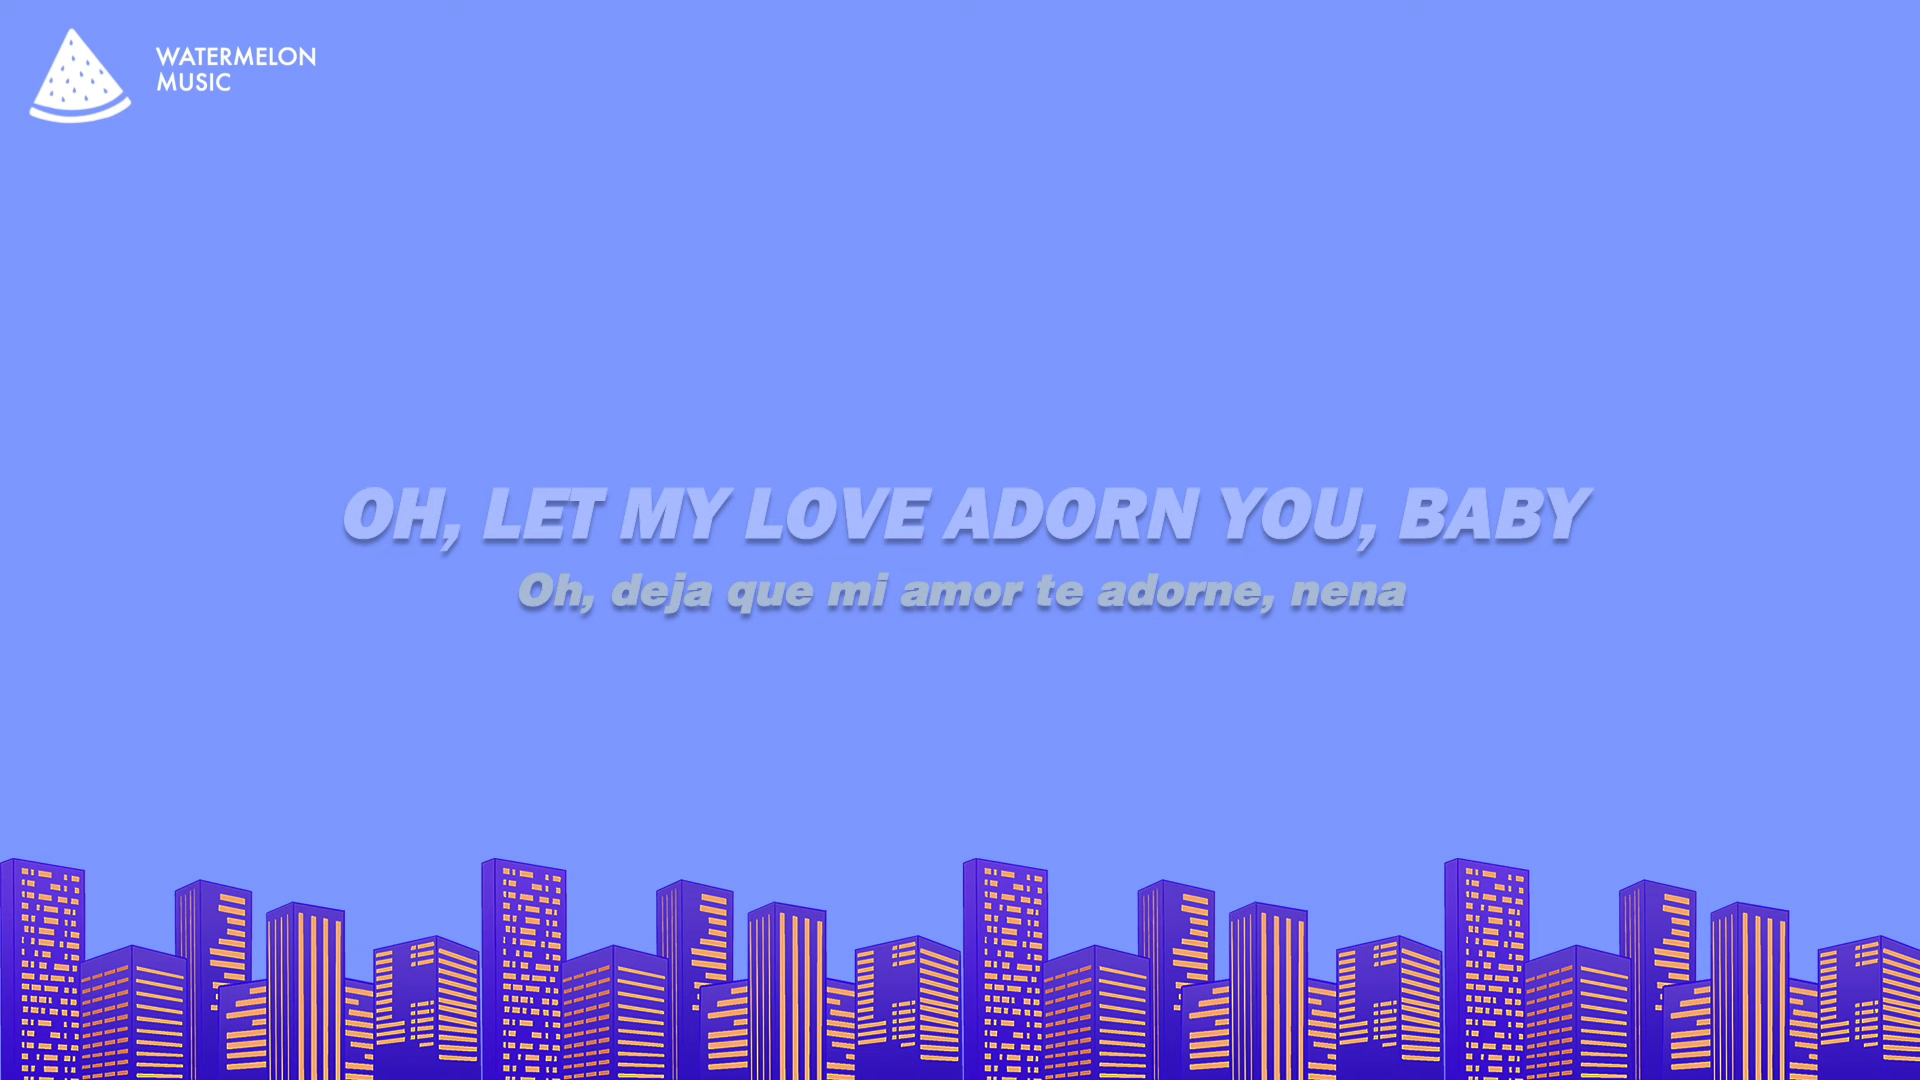 WATERMELON
MUSIC
OH, LET MY LOVE ADORN YOU, BABY
Oh, deja que mi amor te adorne, nena